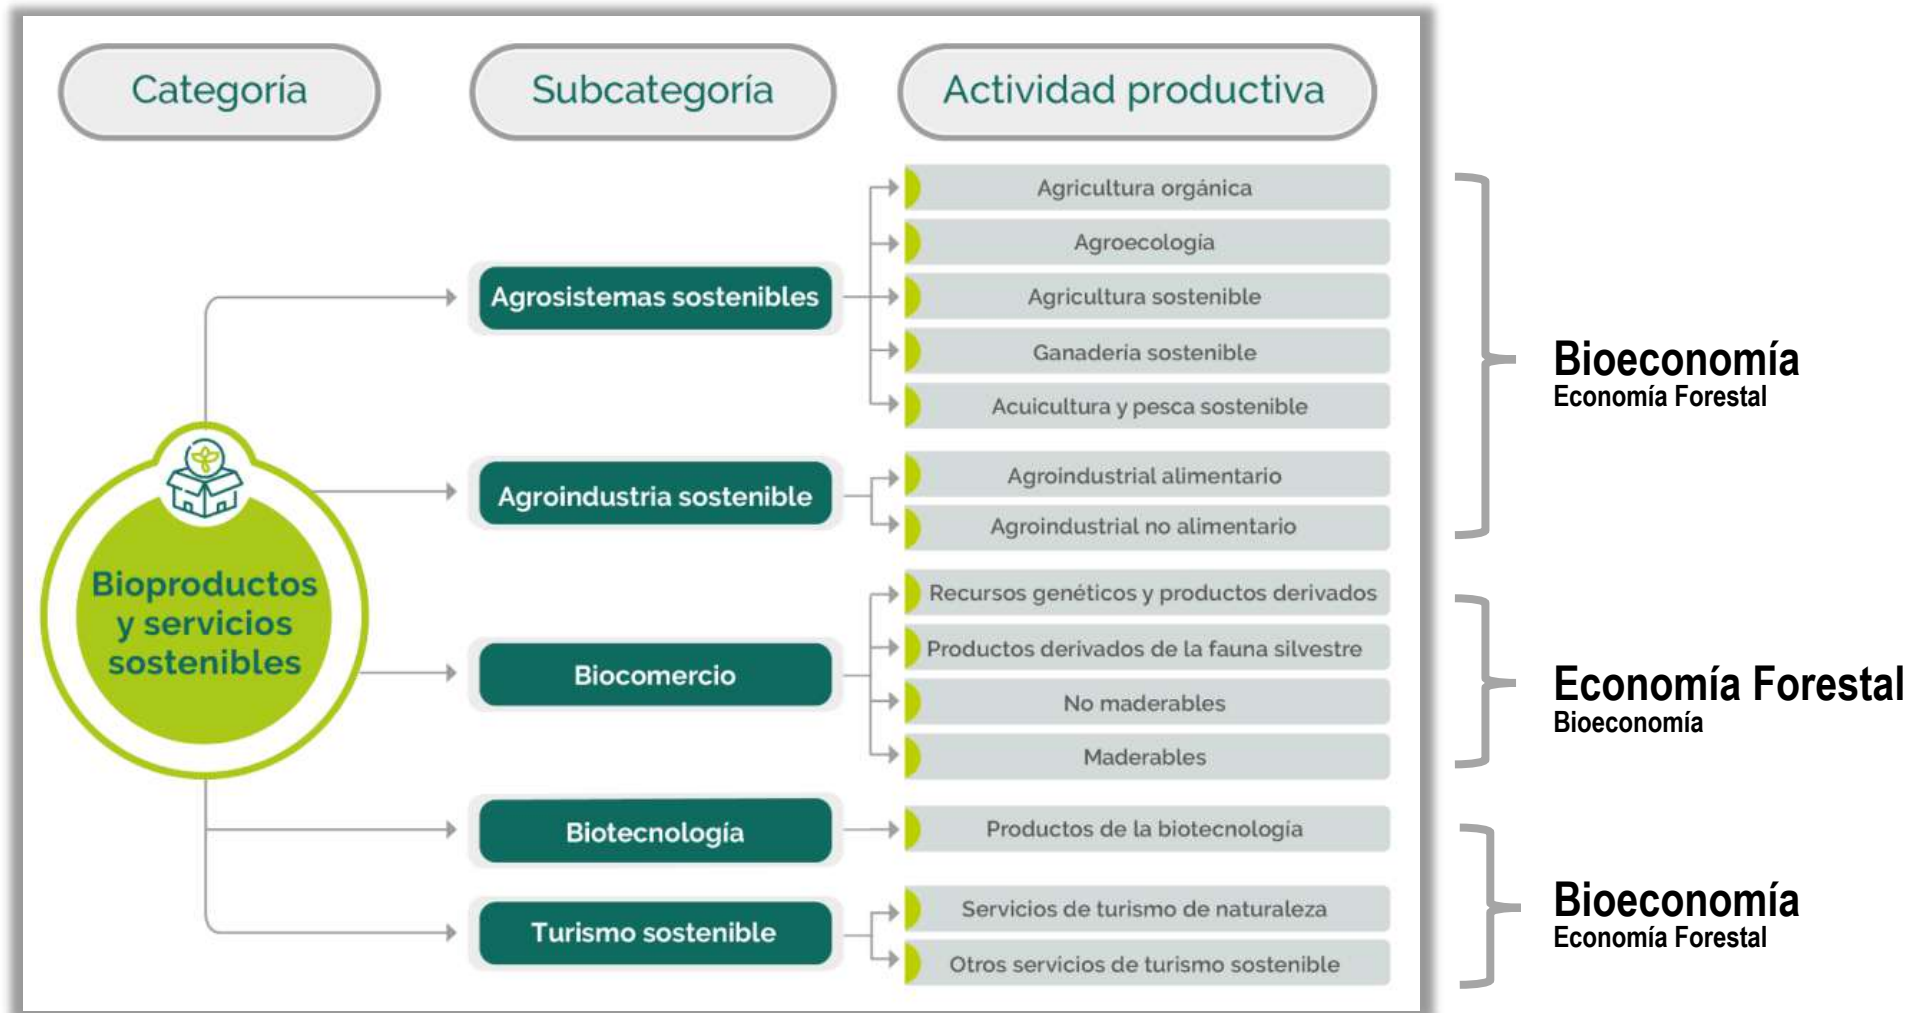 Categoría
Subcategoría
Actividad productiva
Bioproductos
y servicios
sostenibles
Agrosistemas sostenibles
Agricultura orgánica
Agroecología
Agricultura sostenible
Ganadería sostenible
Acuicultura y pesca sostenible
Agroindustria sostenible
Agroindustrial alimentario
Agroindustrial no alimentario
Bioeconomía
Economía Forestal
Biocomercio
Recursos genéticos y productos derivados
Productos derivados de la fauna silvestre
No maderables
Maderables
Economía Forestal
Bioeconomía
Biotecnología
Productos de la biotecnología
Turismo sostenible
Servicios de turismo de naturaleza
Otros servicios de turismo sostenible
Bioeconomía
Economía Forestal